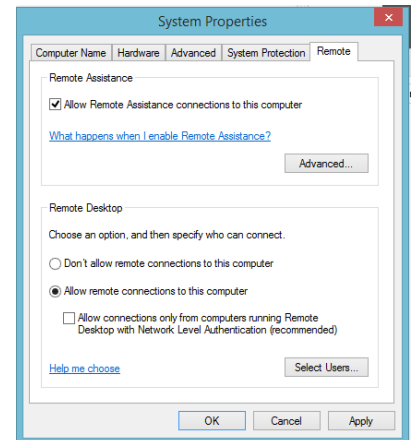 System Properties
Computer Name Hardware Advanced System Protection Remote
Remote Assistance
Allow Remote Assistance connections to this computer
What happens when I enable Remote Assistance?
Advanced...
Remote Desktop
Choose an option, and then specify who can connect.
Don't allow remote connections to this computer
Allow remote connections to this computer
Allow connections only from computers running Remote
Desktop with Network Level Authentication (recommended)
Help me choose
Select Users...
OK Cancel Apply